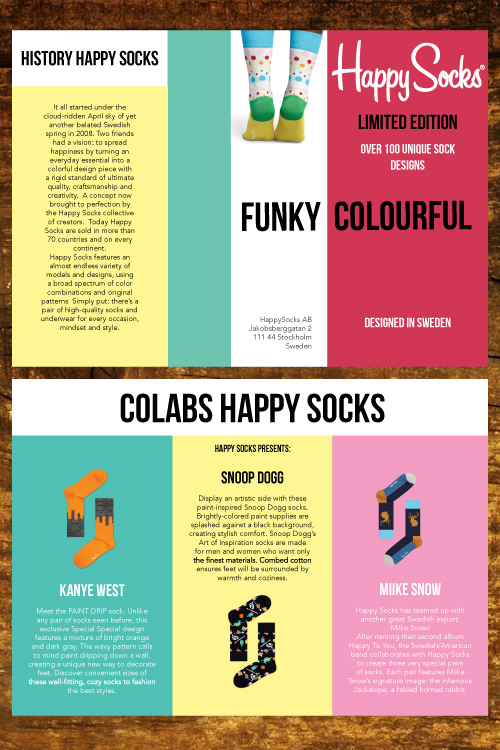 HISTORY HAPPY SOCKS
It all started under the
cloud-ridden April sky of yet
another belated Swedish
spring in 2008. Two friends
had a vision: to spread
happiness by turning an
everyday essential into a
colorful design piece with
a rigid standard of ultimate
quality, craftsmanship and
creativity. A concept now
brought to perfection by
the Happy Socks collective
of creators. Today Happy
Socks are sold in more than
70 countries and on every
continent.
Happy Socks features an
almost endless variety of
models and designs, using
a broad spectrum of color
combinations and original
patterns Simply put: there's a
pair of high-quality socks and
underwear for every occasion,
mindset and style.
HappySocks®
LIMITED EDITION
OVER 100 UNIQUE SOCK
DESIGNS
FUNKY COLOURFUL
HappySocks AB
Jakobsberggatan 2
111 44 Stockholm
Sweden
DESIGNED IN SWEDEN
COLABS HAPPY SOCKS
KANYE WEST
Meet the PAINT DRIP sock. Unlike
any pair of socks seen before, this
exclusive Special Special design
features a mixture of bright orange
and dark gray. The wavy pattern calls
to mind paint dripping down a wall,
creating a unique new way to decorate
feet. Discover convenient sizes of
these well-fitting, cozy socks to fashion
the best styles.
HAPPY SOCKS PRESENTS:
SNOOP DOGG
Display an artistic side with these
paint-inspired Snoop Dogg socks.
Brightly-colored paint supplies are
splashed against a black background,
creating stylish comfort. Snoop Dogg's
Art of Inspiration socks are made
for men and women who want only
the finest materials. Combed cotton
ensures feet will be surrounded by
warmth and coziness.
MIIKE SNOW
Happy Socks has teamed up with
another great Swedish export:
Miike Snow!
After naming their second album
Happy To You, the Swedish/American
band collaborates with Happy Socks
to create three very special pairs
of socks. Each pair features Miike
Snow's signature image: the infamous
Jackalope, a fabled horned rabbit.